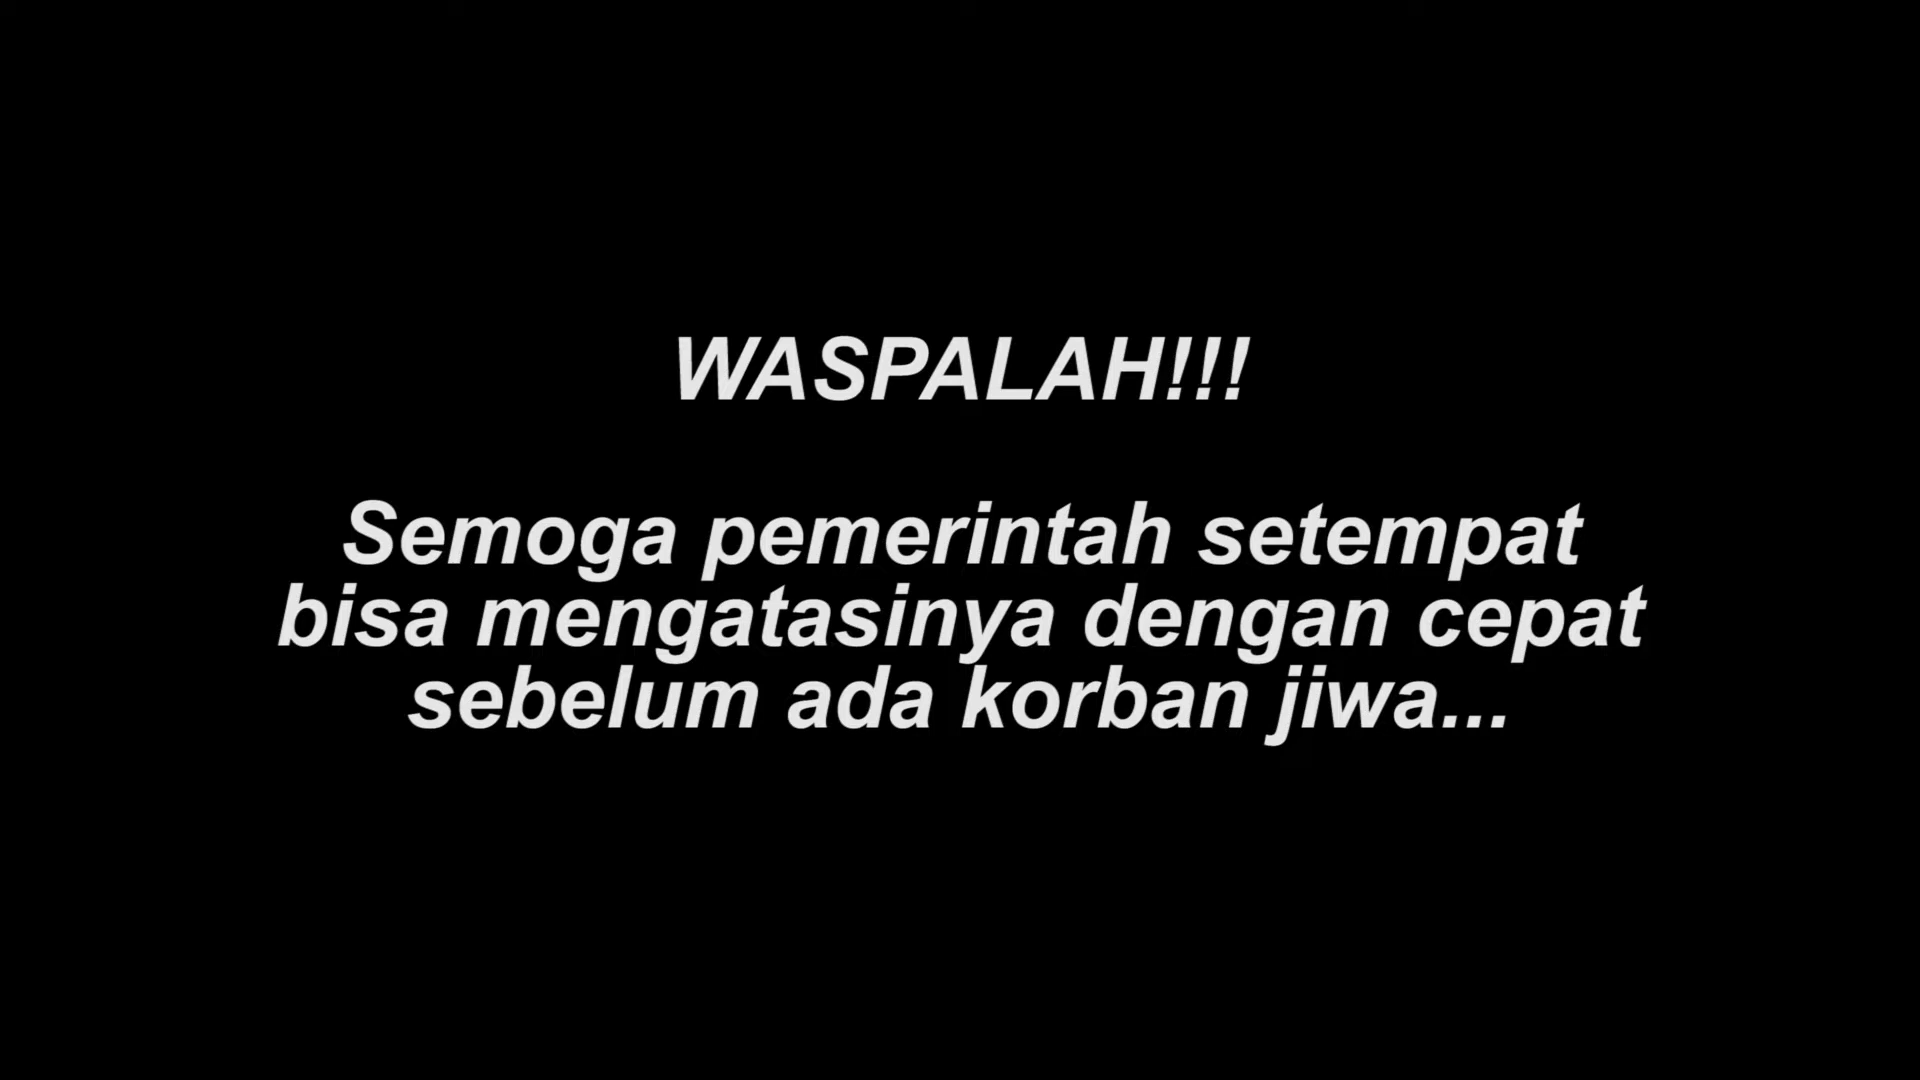 WASPALAH!!!
Semoga pemerintah setempat
bisa mengatasinya dengan cepat
sebelum ada korban jiwa...